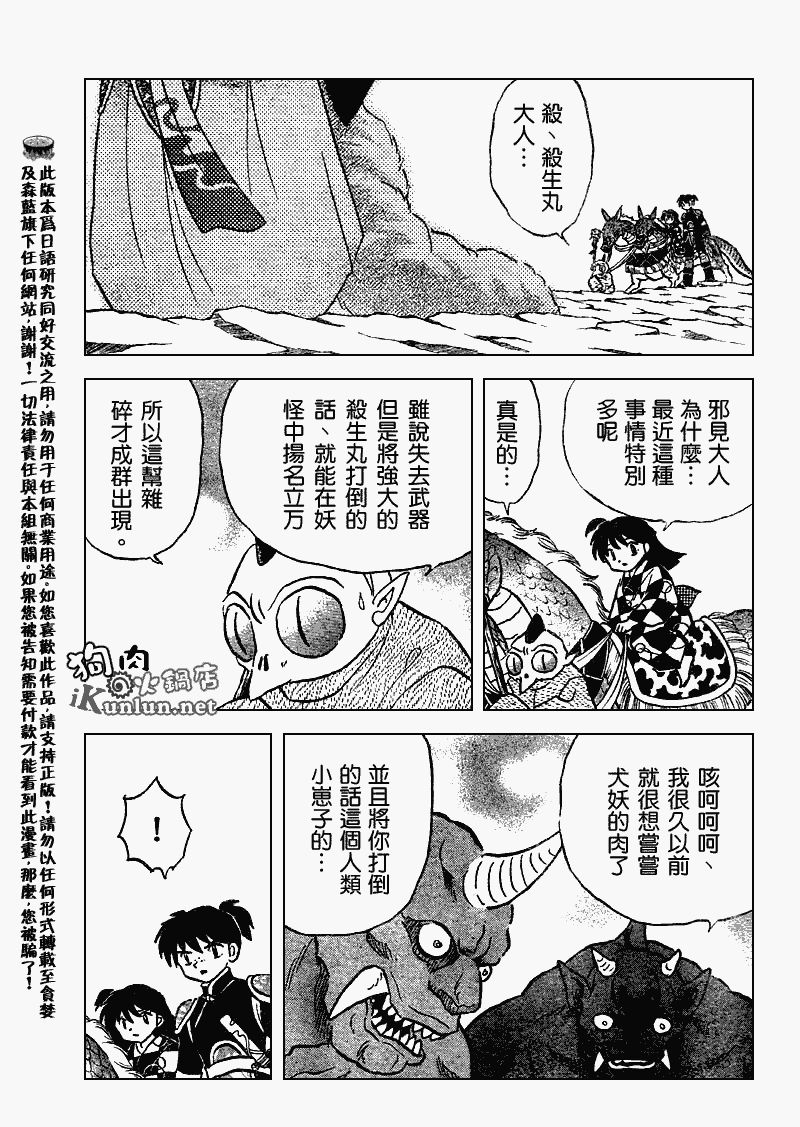 殺、殺生丸
大人…
邪見大人
為什麼…
最近這種
事情特別
多呢
真是的…
雖說失去武器
但是將強大的
殺生丸打倒的
話、就能在妖
怪中揚名立万
所以這幫雜
碎才成群出現。
咳呵呵呵、
我很久以前
就很想嘗嘗
犬妖的肉了
並且將你打倒
的話這個人類
小崽子的…
！
此版本爲日語研究同好交流之用，請勿用于任何商業用途。如您喜歡此作品，請支持正版！請勿以任何形式轉載至貪婪
及森藍旗下任何網站，謝謝！一切法律責任與本組無關。如果您被告知需要付款才能看到此漫畫，那麼，您被騙了！
狗肉
火鍋店
iKunlun.net